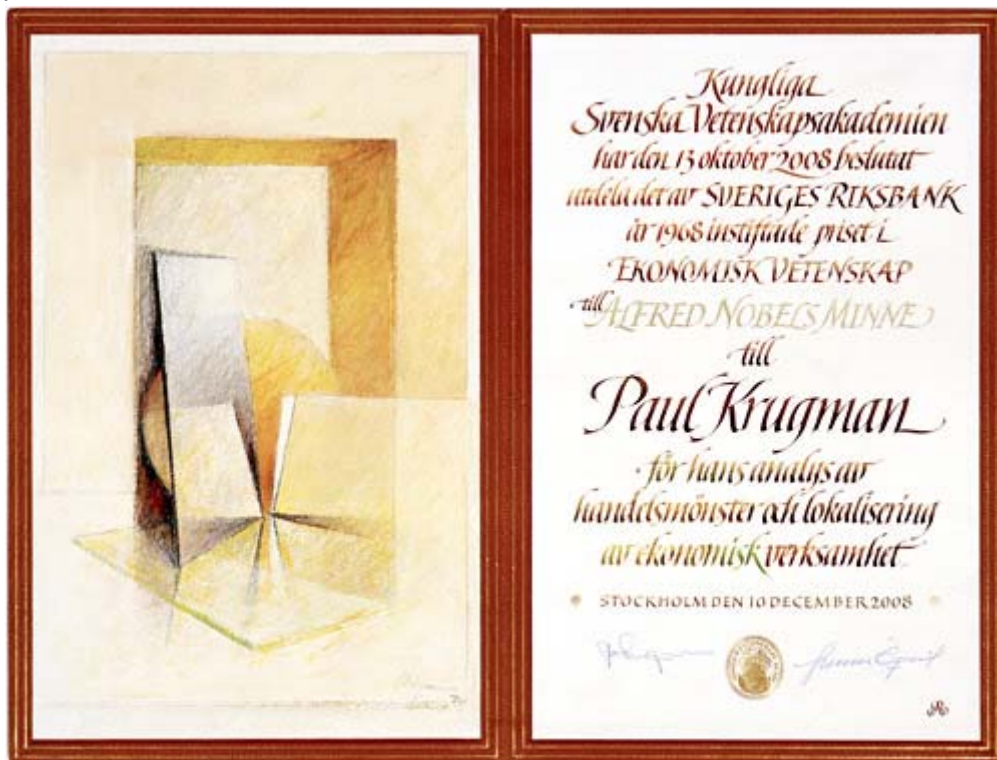 Kungliga
Svenska Vetenskapsakademien
har den 13 oktober 2008 beslutat
utdela det av SVERIGES RIKSBANK
år 1968 instiftade priset i
EKONOMISK VETENSKAP
till ALFRED NOBELS MINNE
till
Paul Krugman
för hans analys av
handelsmönster och lokalisering
av ekonomisk verksamhet
STOCKHOLM DEN 10 DECEMBER 2008